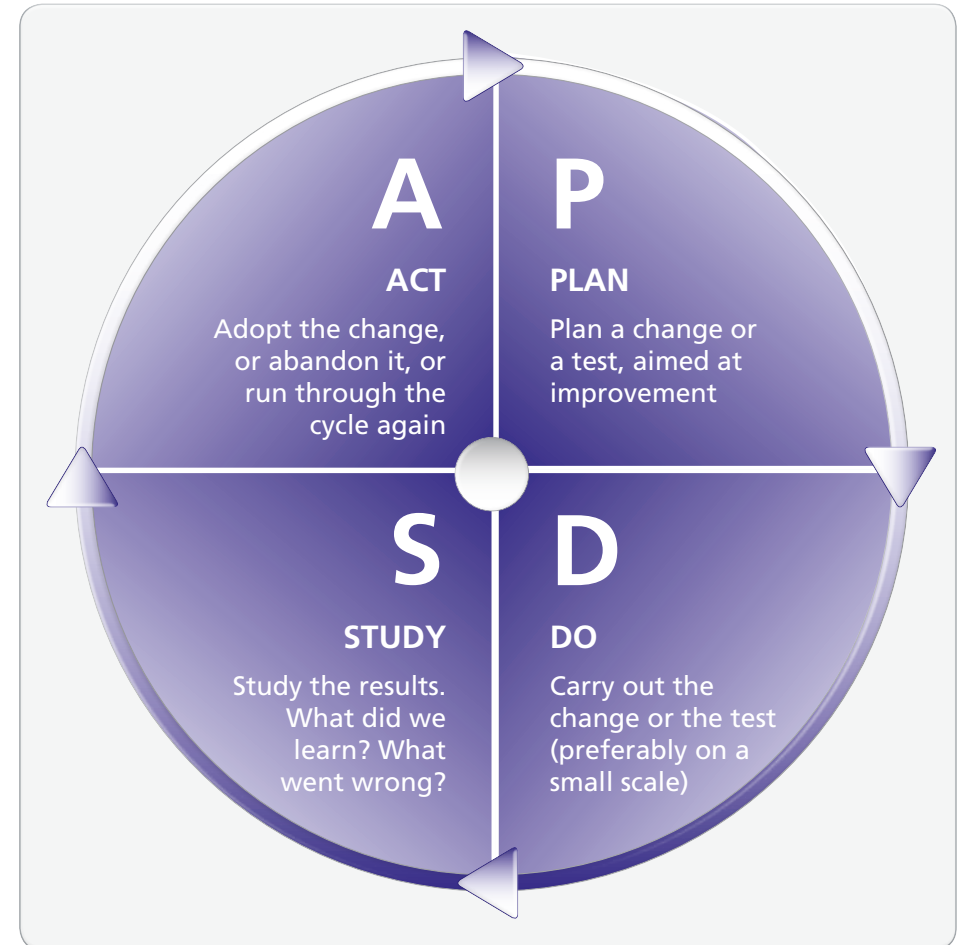 A
ACT
Adopt the change,
or abandon it, or
run through the
cycle again
P
PLAN
Plan a change or
a test, aimed at
improvement
S
STUDY
Study the results.
What did we
learn? What
went wrong?
D
DO
Carry out the
change or the test
(preferably on a
small scale)